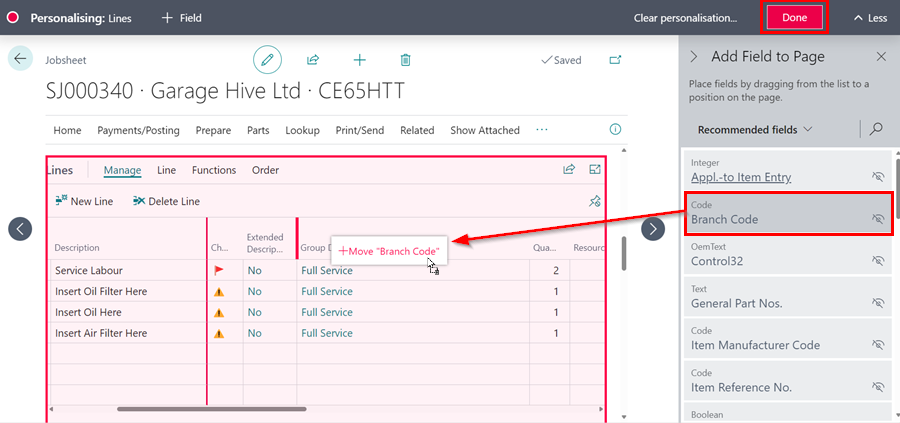 Personalising: Lines
+ Field
Clear personalisation...
Done
Less
Jobsheet
Saved
SJ000340 · Garage Hive Ltd · CE65HTT
Home Payments/Posting Prepare Parts Lookup Print/Send Related Show Attached ...
Lines Manage Line Functions Order
New Line Delete Line
Description Ch... Extended Descrip... Group D Qua... Resourc
+Move "Branch Code"
Service Labour No Full Service 2
Insert Oil Filter Here No Full Service 1
Insert Oil Here No Full Service 1
Insert Air Filter Here No Full Service 1
Add Field to Page
Place fields by dragging from the list to a
position on the page.
Recommended fields
Integer
Appl.-to Item Entry
Code
Branch Code
OemText
Control32
Text
General Part Nos.
Code
Item Manufacturer Code
Code
Item Reference No.
Boolean